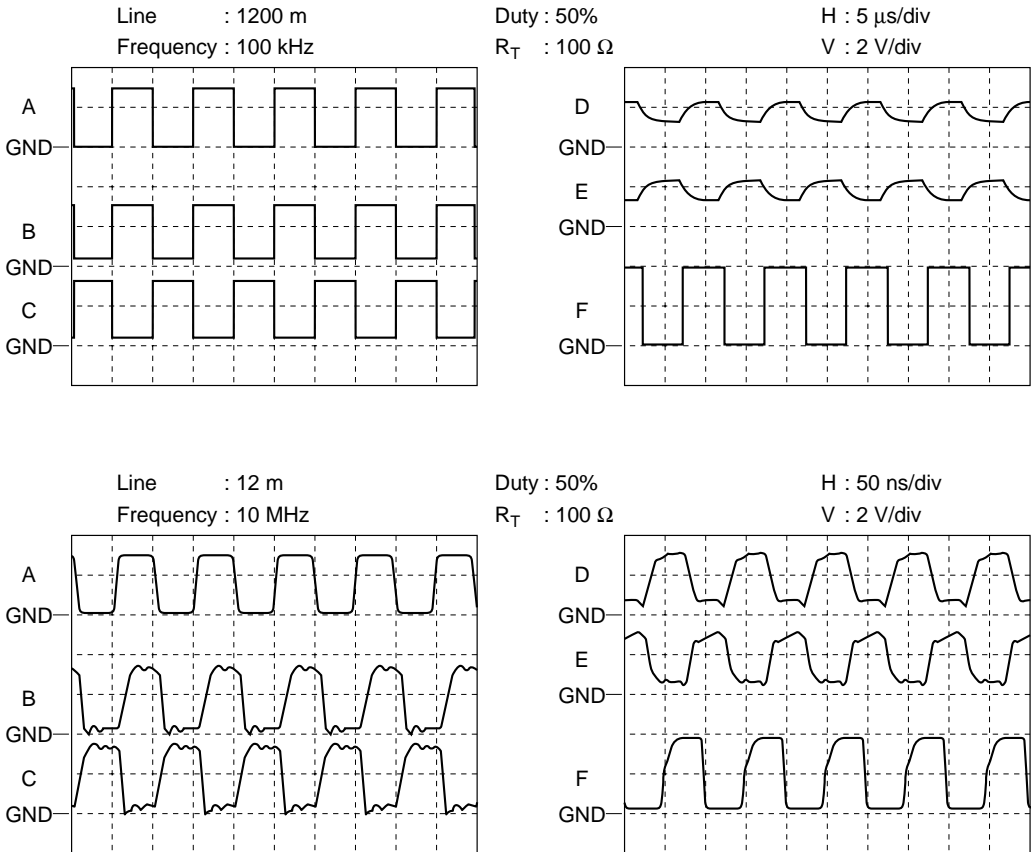 Line : 1200 m Duty : 50% H : 5 μs/div
Frequency : 100 kHz R_T : 100 Ω V : 2 V/div
A D
GND GND
E
B GND
GND
C F
GND GND
Line : 12 m Duty : 50% H : 50 ns/div
Frequency : 10 MHz R_T : 100 Ω V : 2 V/div
A D
GND GND
E
B GND
GND
C F
GND GND